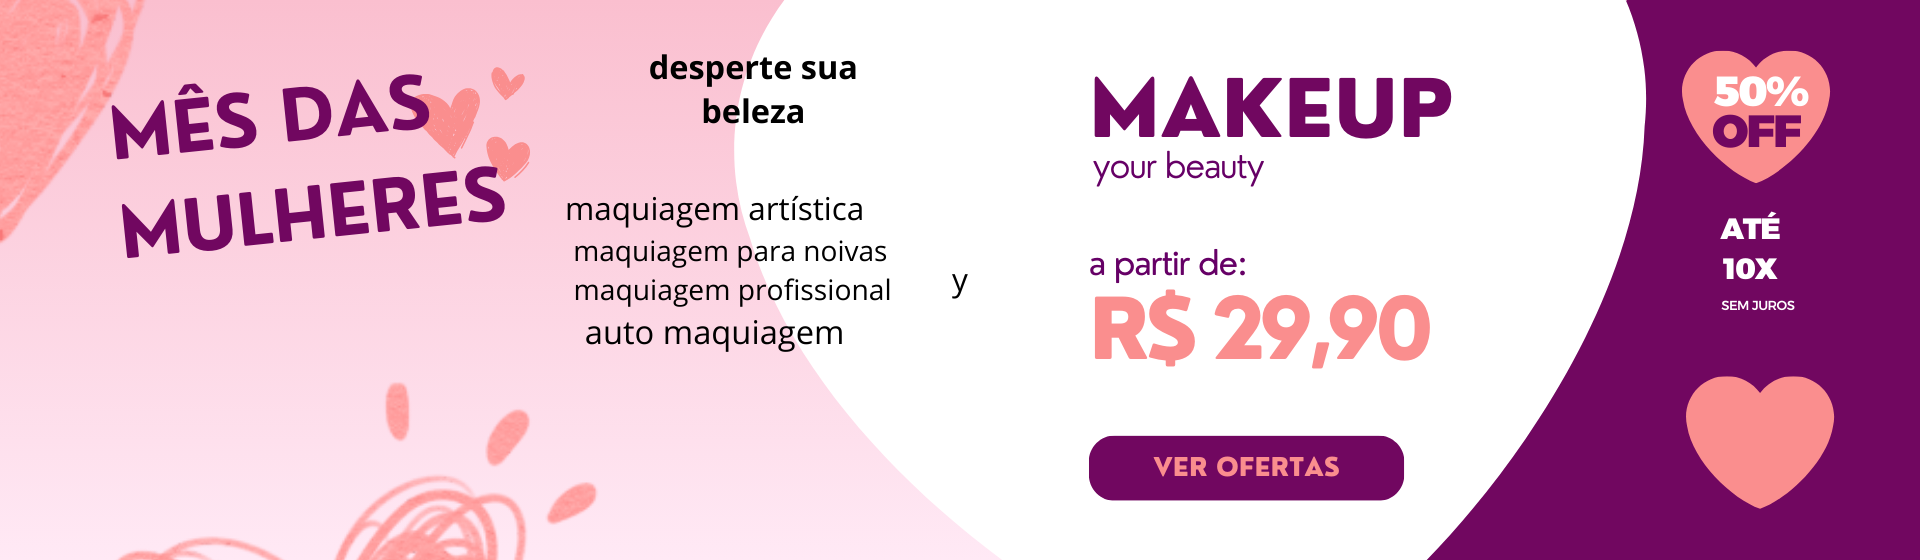 MÊS DAS
MULHERES
desperte sua
beleza
maquiagem artística
maquiagem para noivas
maquiagem profissional
auto maquiagem
y
MAKEUP
your beauty
a partir de:
R$ 29,90
VER OFERTAS
50%
OFF
ATÉ
10X
SEM JUROS